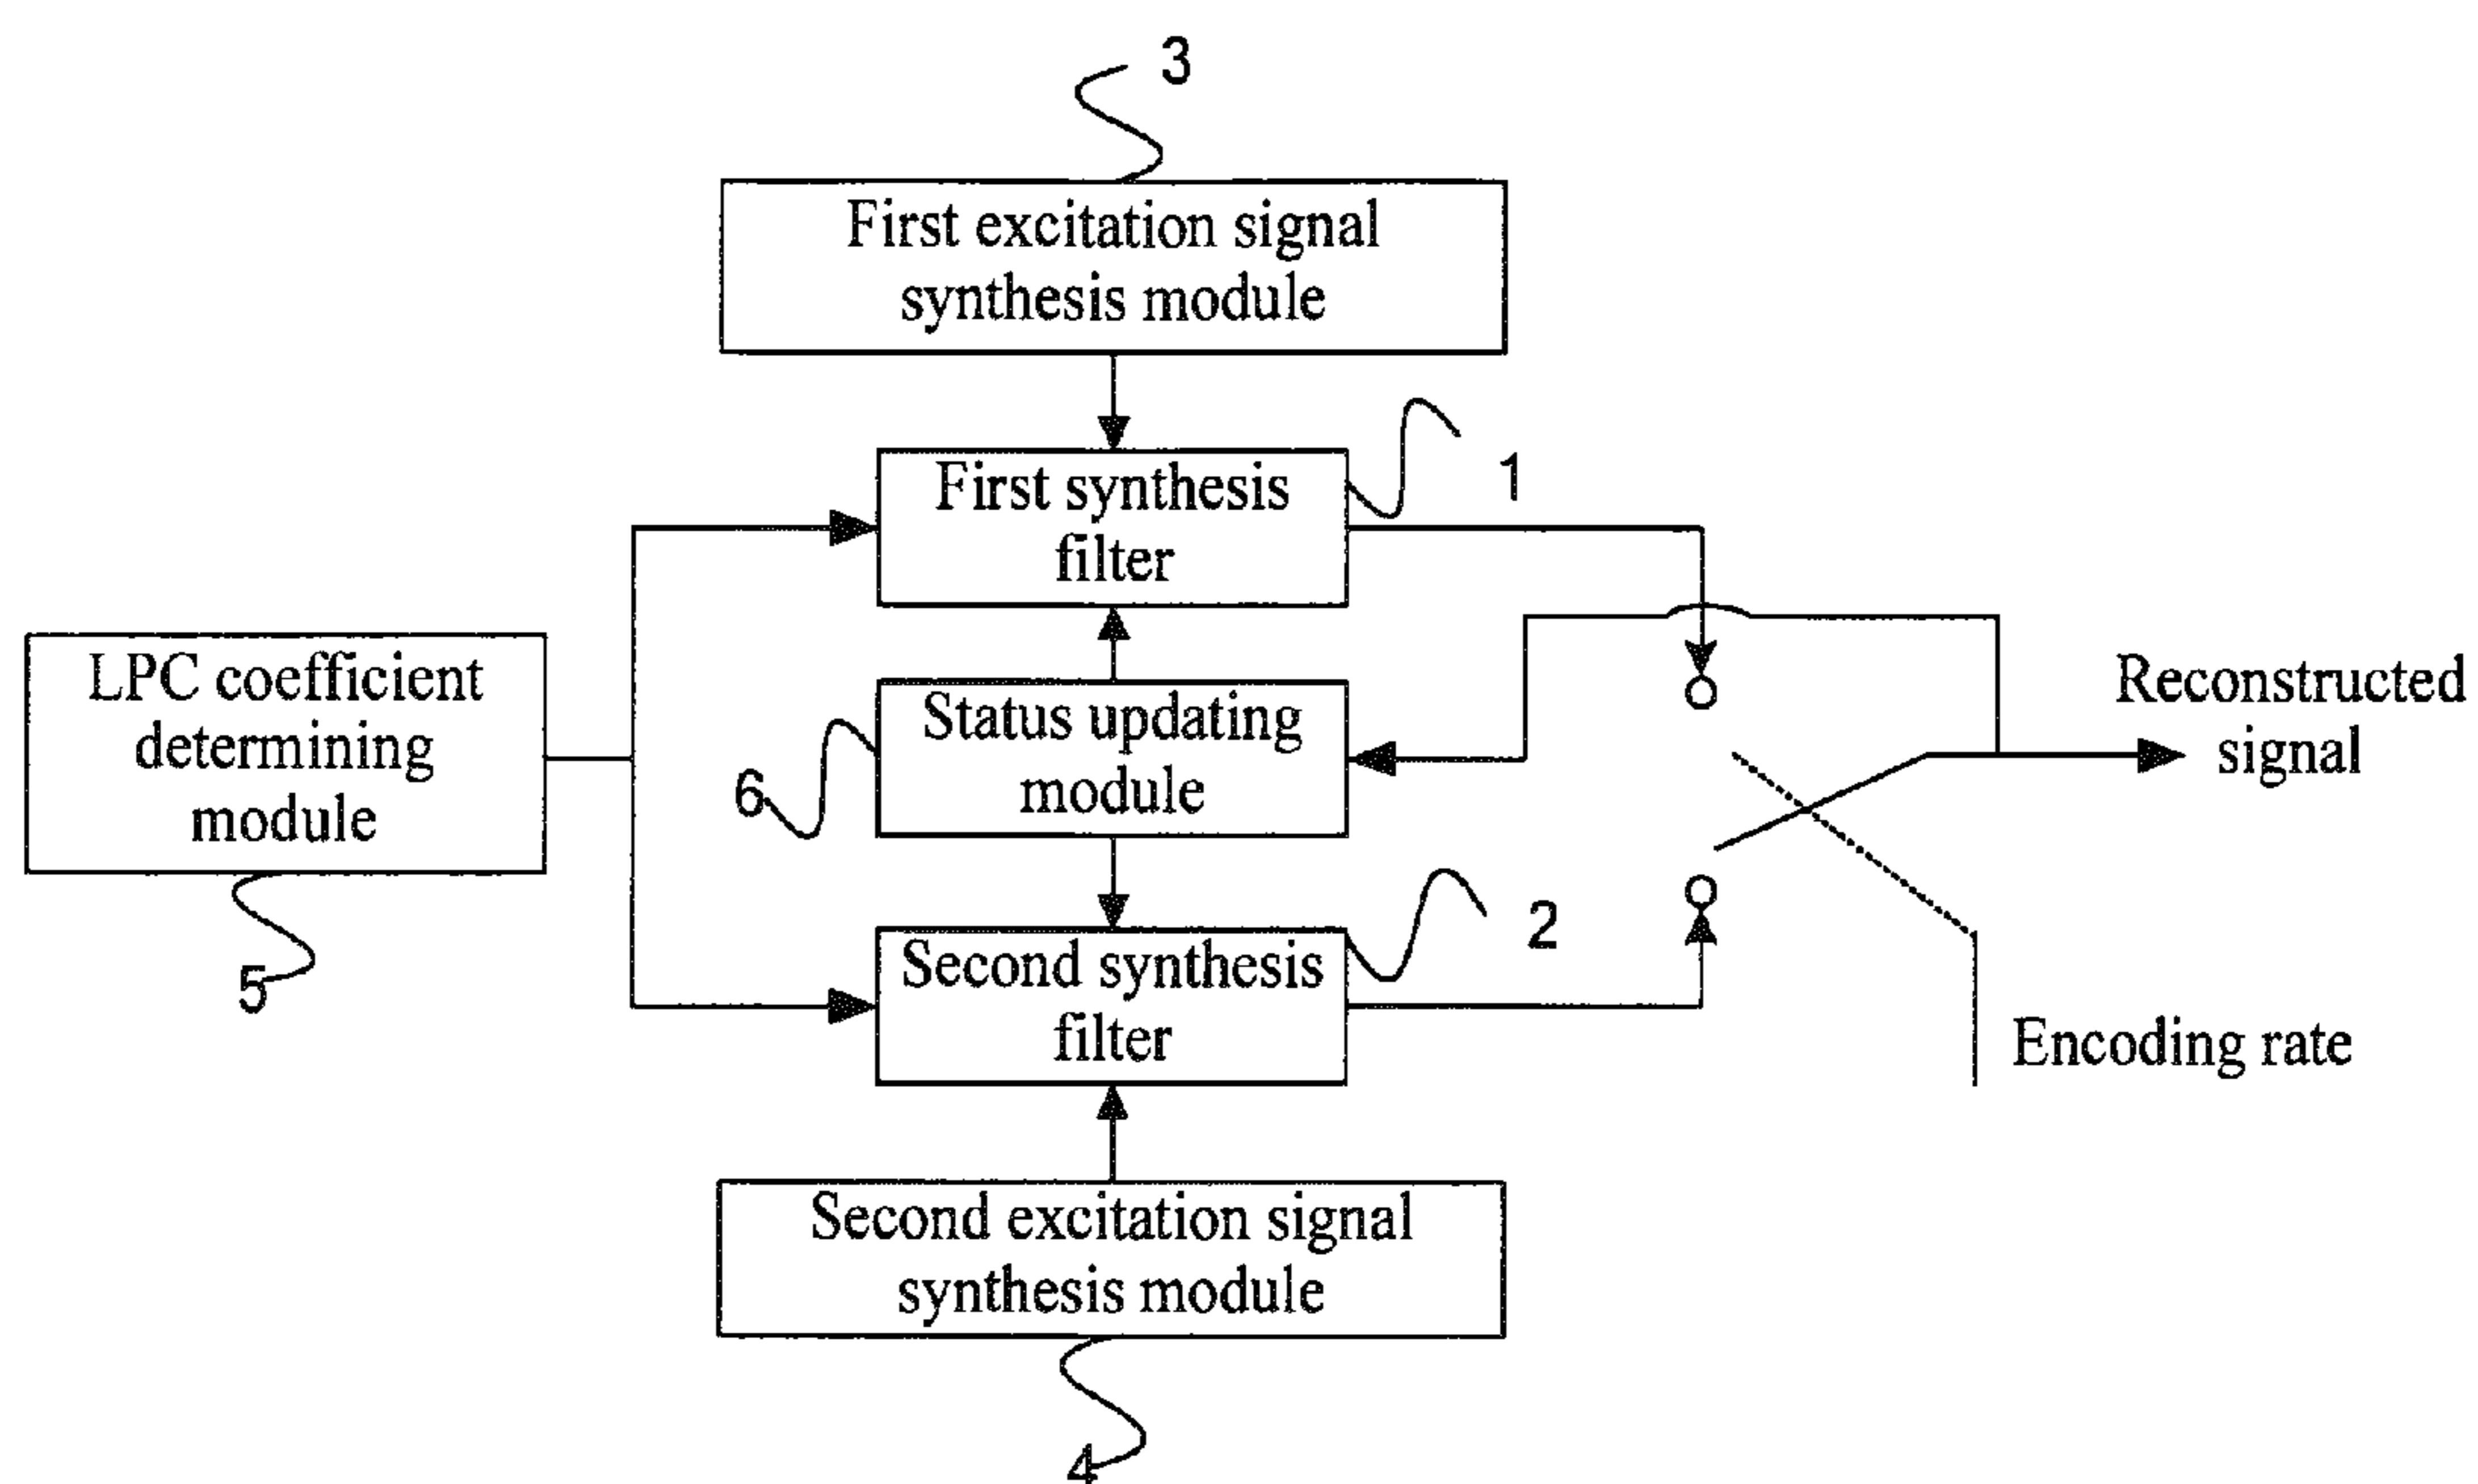 3
First excitation signal
synthesis module
1
First synthesis
filter
LPC coefficient
determining
module
5
Status updating
module
6
Reconstructed
signal
2
Second synthesis
filter
Encoding rate
Second excitation signal
synthesis module
4